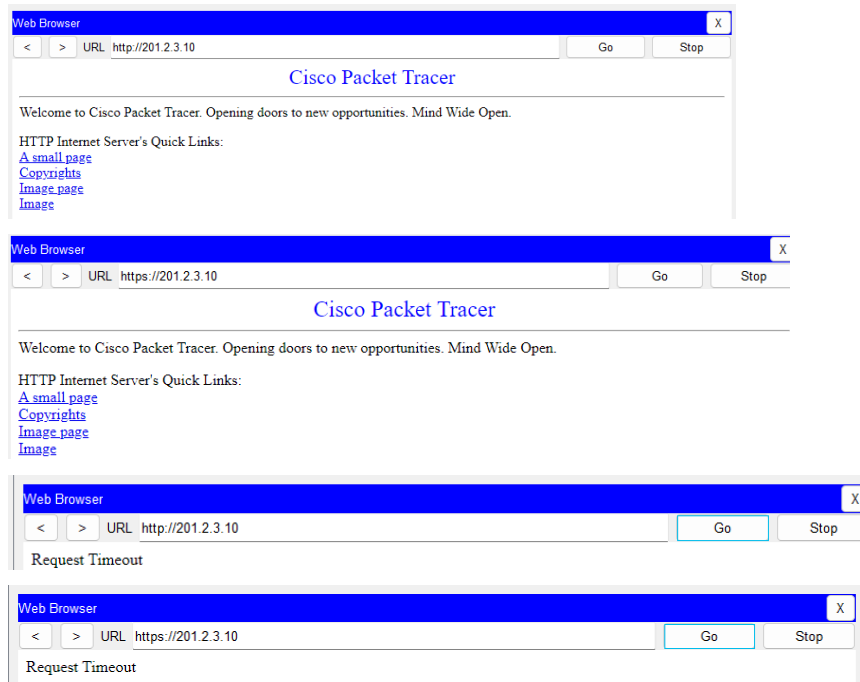 Web Browser X
< > URL http://201.2.3.10 Go Stop
Cisco Packet Tracer
Welcome to Cisco Packet Tracer. Opening doors to new opportunities. Mind Wide Open.
HTTP Internet Server's Quick Links:
A small page
Copyrights
Image page
Image
Web Browser X
< > URL https://201.2.3.10 Go Stop
Cisco Packet Tracer
Welcome to Cisco Packet Tracer. Opening doors to new opportunities. Mind Wide Open.
HTTP Internet Server's Quick Links:
A small page
Copyrights
Image page
Image
Web Browser X
< > URL http://201.2.3.10 Go Stop
Request Timeout
Web Browser X
< > URL https://201.2.3.10 Go Stop
Request Timeout